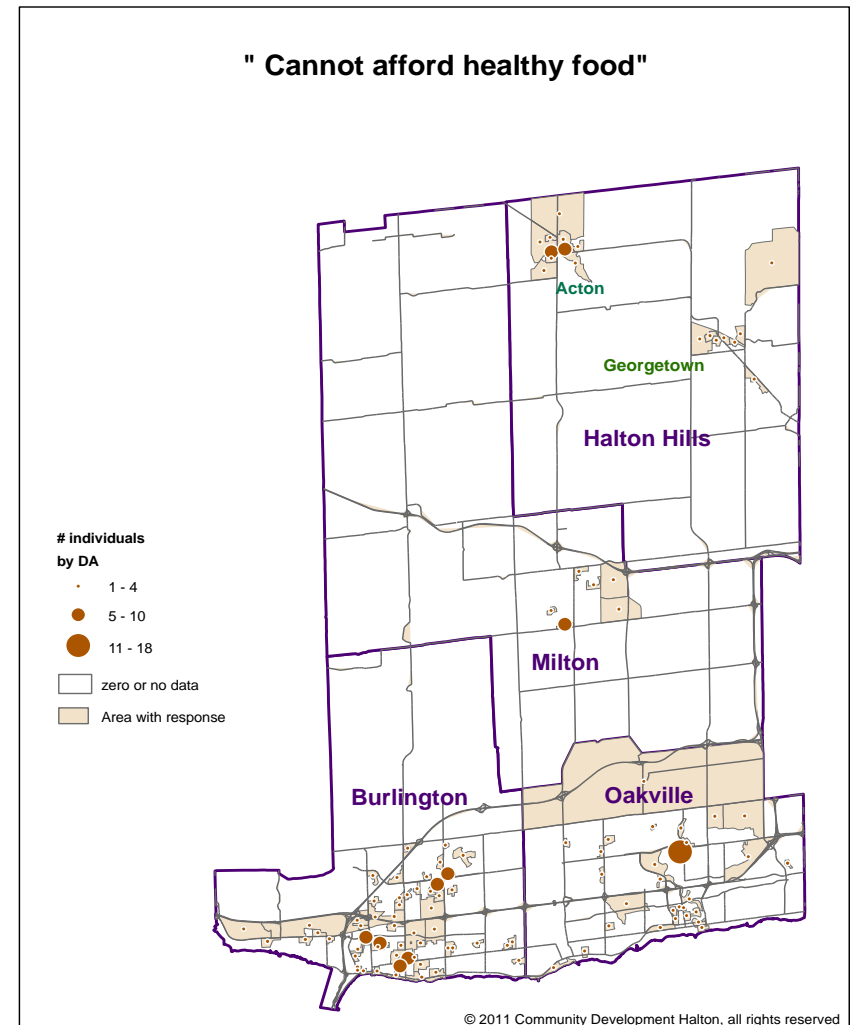 " Cannot afford healthy food"
Acton
Georgetown
Halton Hills
# individuals
by DA
1 - 4
5 - 10
11 - 18
zero or no data
Area with response
Milton
Burlington
Oakville
© 2011 Community Development Halton, all rights reserved